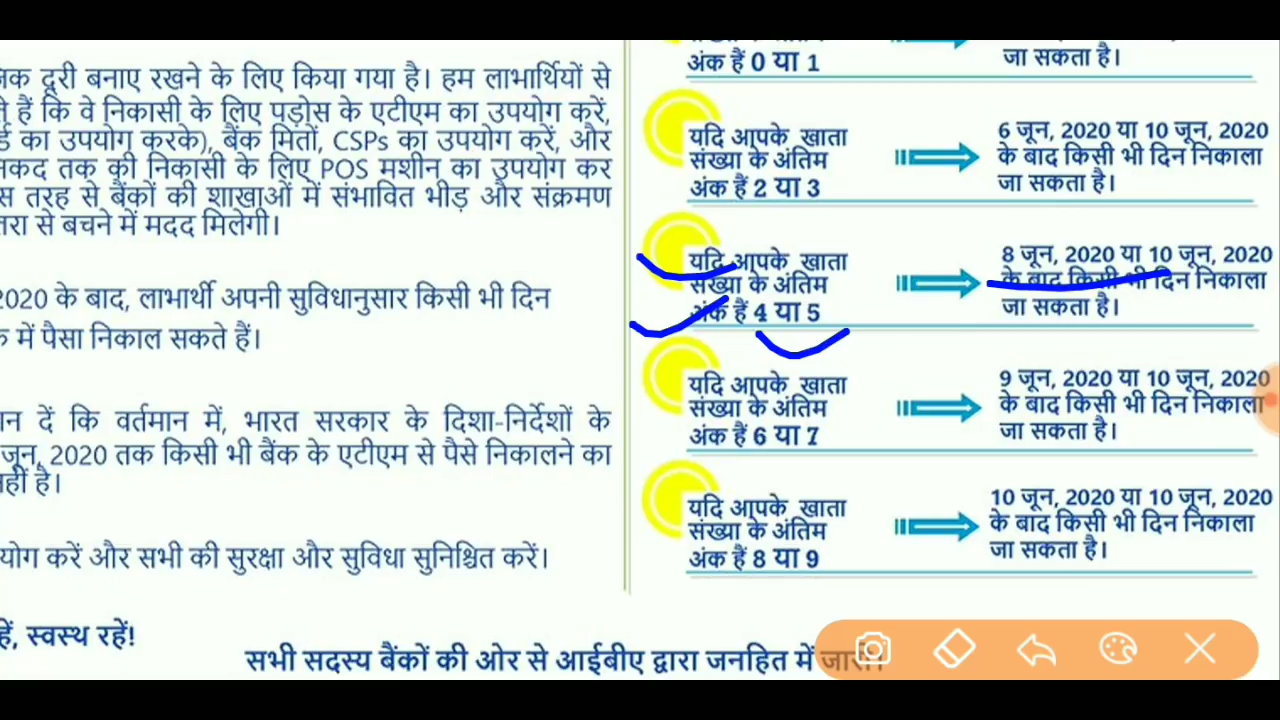 दूरी बनाए रखने के लिए किया गया है। हम लाभार्थियों से
हैं कि वे निकासी के लिए पड़ोस के एटीएम का उपयोग करें,
का उपयोग करके), बैंक मित्रों, CSPs का उपयोग करें, और
तक की निकासी के लिए POS मशीन का उपयोग कर
तरह से बैंकों की शाखाओं में संभावित भीड़ और संक्रमण
से बचने में मदद मिलेगी।
2020 के बाद, लाभार्थी अपनी सुविधानुसार किसी भी दिन
में पैसा निकाल सकते हैं।
दें कि वर्तमान में, भारत सरकार के दिशा-निर्देशों के
जून, 2020 तक किसी भी बैंक के एटीएम से पैसे निकालने का
है।
करें और सभी की सुरक्षा और सुविधा सुनिश्चित करें।
स्वस्थ रहें!
अंक हैं 0 या 1
जा सकता है।
यदि आपके खाता
संख्या के अंतिम
अंक हैं 2 या 3
6 जून, 2020 या 10 जून, 2020
के बाद किसी भी दिन निकाला
जा सकता है।
यदि आपके खाता
संख्या के अंतिम
अंक हैं 4 या 5
8 जून, 2020 या 10 जून, 2020
के बाद किसी भी दिन निकाला
जा सकता है।
यदि आपके खाता
संख्या के अंतिम
अंक हैं 6 या 7
9 जून, 2020 या 10 जून, 2020
के बाद किसी भी दिन निकाला
जा सकता है।
यदि आपके खाता
संख्या के अंतिम
अंक हैं 8 या 9
10 जून, 2020 या 10 जून, 2020
के बाद किसी भी दिन निकाला
जा सकता है।
सभी सदस्य बैंकों की ओर से आईबीए द्वारा जनहित में जारी।